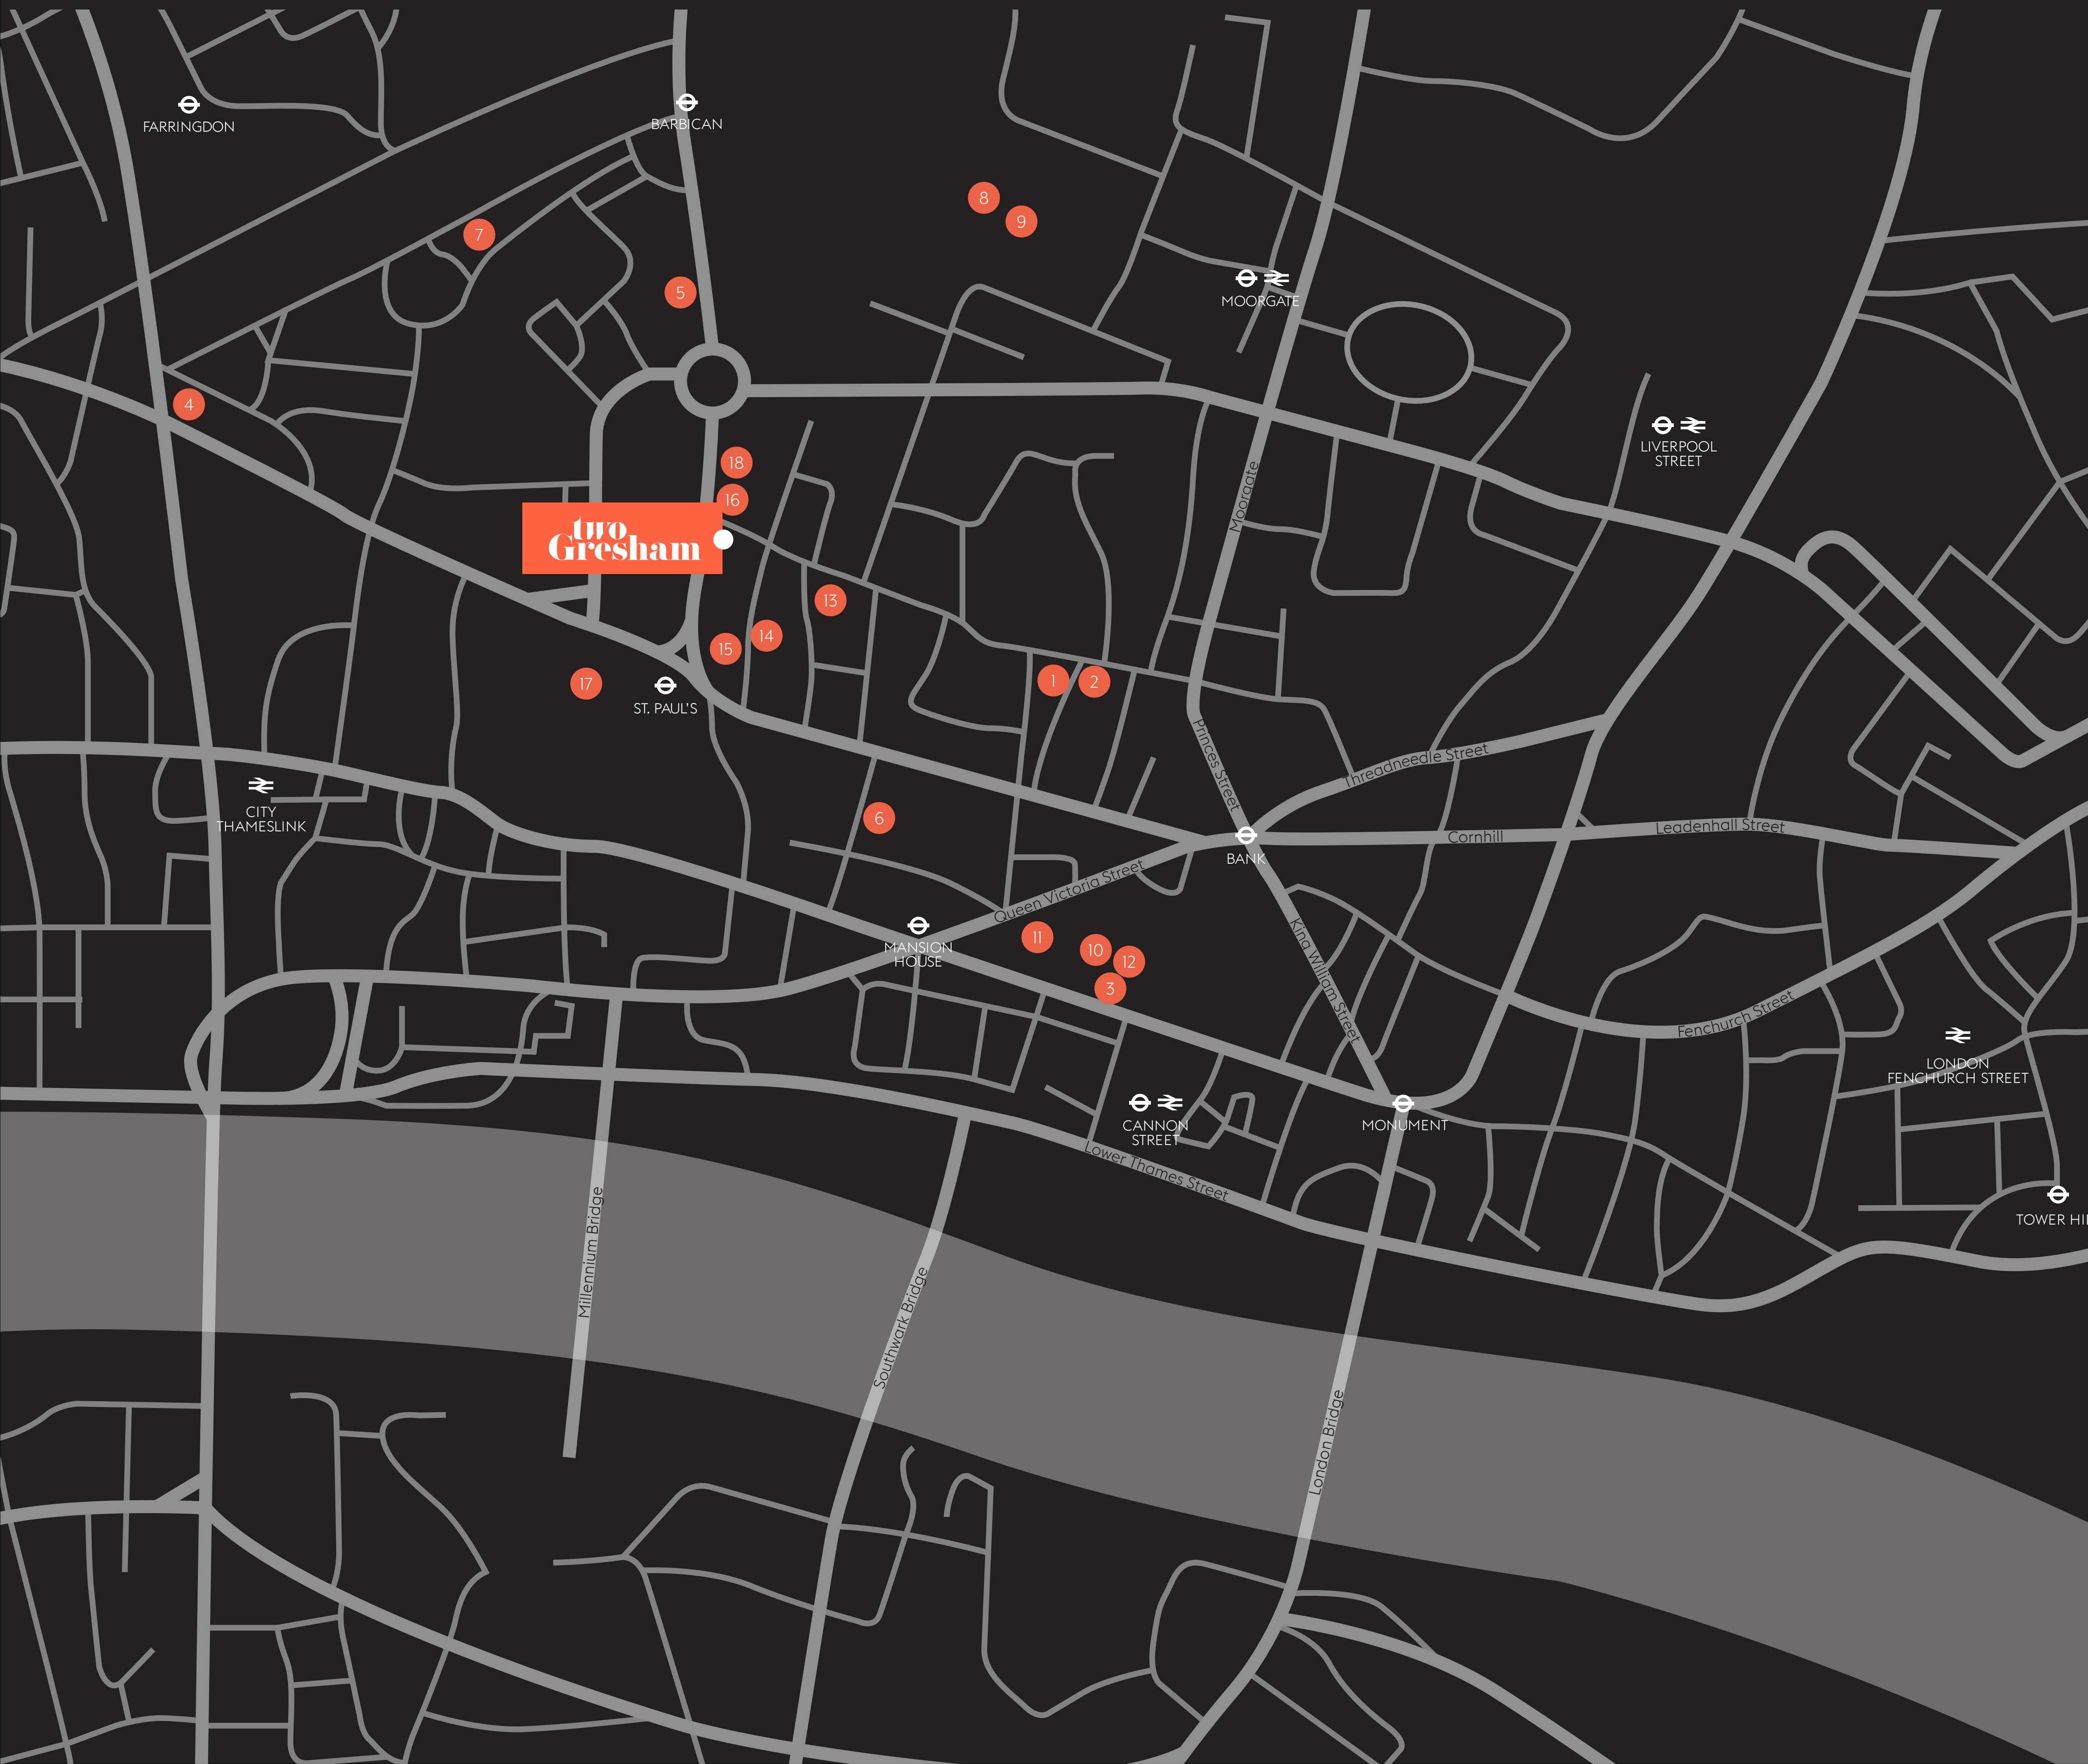 FARRINGDON
BARBICAN
8
9
7
5
MOORGATE
4
LIVERPOOL
STREET
18
16
Moorgate
two
Gresham
13
14
15
17
ST. PAUL'S
1
2
Princes Street
Threadneedle Street
CITY
THAMESLINK
6
BANK
Cornhill
Leadenhall Street
Queen Victoria Street
MANSION
HOUSE
11
10
12
3
King William Street
Fenchurch Street
LONDON
FENCHURCH STREET
CANNON
STREET
MONUMENT
Lower Thames Street
TOWER HI
Millennium Bridge
Southwark Bridge
London Bridge